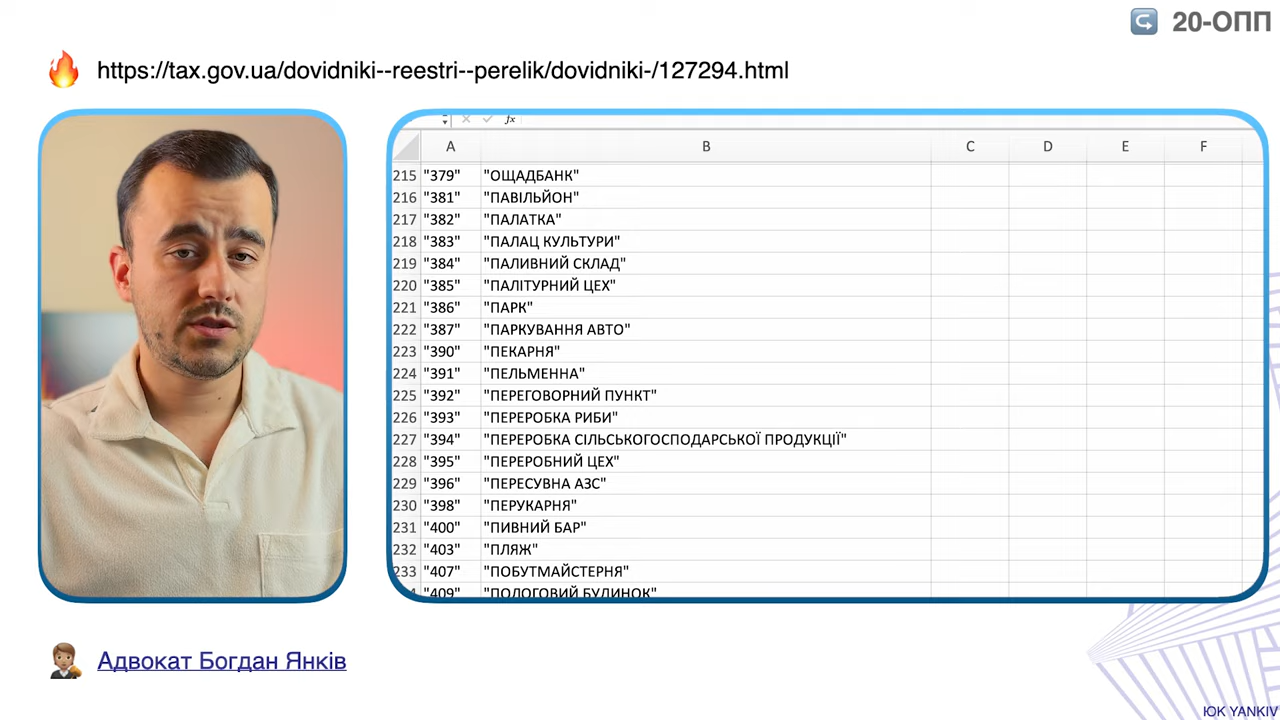 20-ОПП
https://tax.gov.ua/dovidniki--reestri--perelik/dovidniki-/127294.html
fx
A B C D E F
215 "379" "ОЩАДБАНК"
216 "381" "ПАВІЛЬЙОН"
217 "382" "ПАЛАТКА"
218 "383" "ПАЛАЦ КУЛЬТУРИ"
219 "384" "ПАЛИВНИЙ СКЛАД"
220 "385" "ПАЛІТУРНИЙ ЦЕХ"
221 "386" "ПАРК"
222 "387" "ПАРКУВАННЯ АВТО"
223 "390" "ПЕКАРНЯ"
224 "391" "ПЕЛЬМЕННА"
225 "392" "ПЕРЕГОВОРНИЙ ПУНКТ"
226 "393" "ПЕРЕРОБКА РИБИ"
227 "394" "ПЕРЕРОБКА СІЛЬСЬКОГОСПОДАРСЬКОЇ ПРОДУКЦІЇ"
228 "395" "ПЕРЕРОБНИЙ ЦЕХ"
229 "396" "ПЕРЕСУВНА АЗС"
230 "398" "ПЕРУКАРНЯ"
231 "400" "ПИВНИЙ БАР"
232 "403" "ПЛЯЖ"
233 "407" "ПОБУТМАЙСТЕРНЯ"
"409" "ПОЛОГОВИЙ БУДИНОК"
Адвокат Богдан Янків
ЮК YANKIV